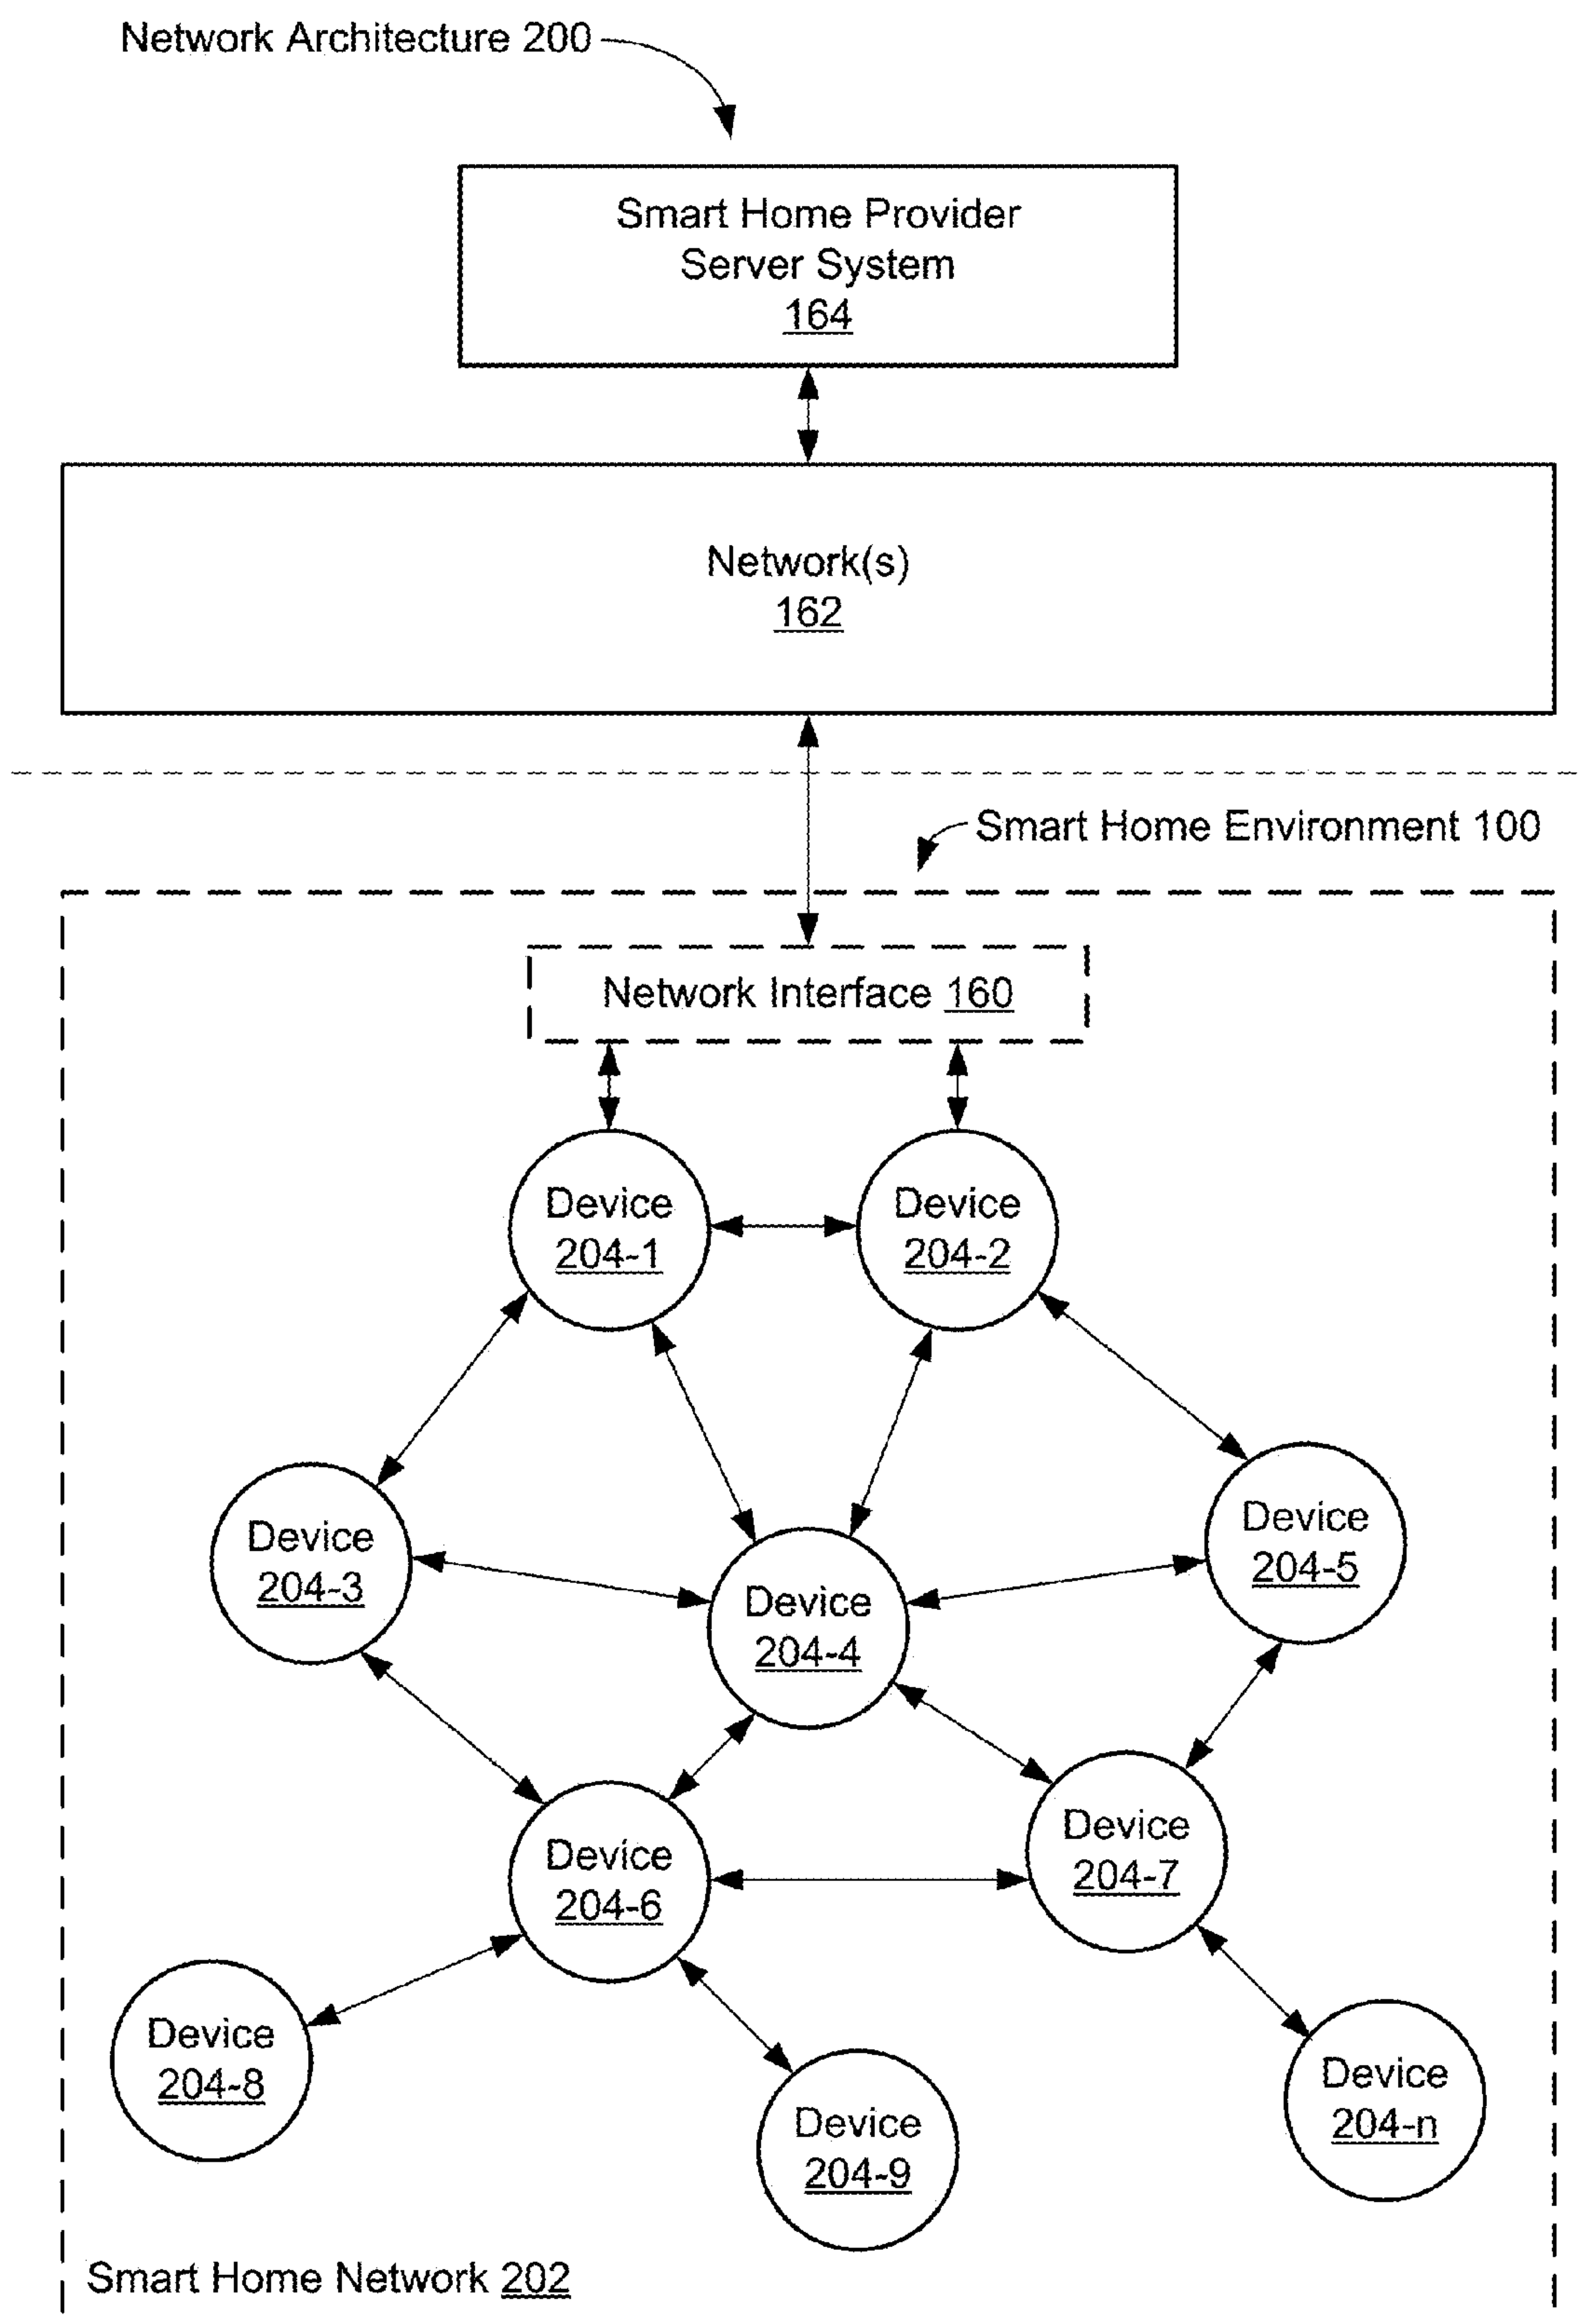 Network Architecture 200
Smart Home Provider
Server System
164
Network(s)
162
Smart Home Environment 100
Network Interface 160
Device
204-1
Device
204-2
Device
204-3
Device
204-4
Device
204-5
Device
204-6
Device
204-7
Device
204-8
Device
204-9
Device
204-n
Smart Home Network 202